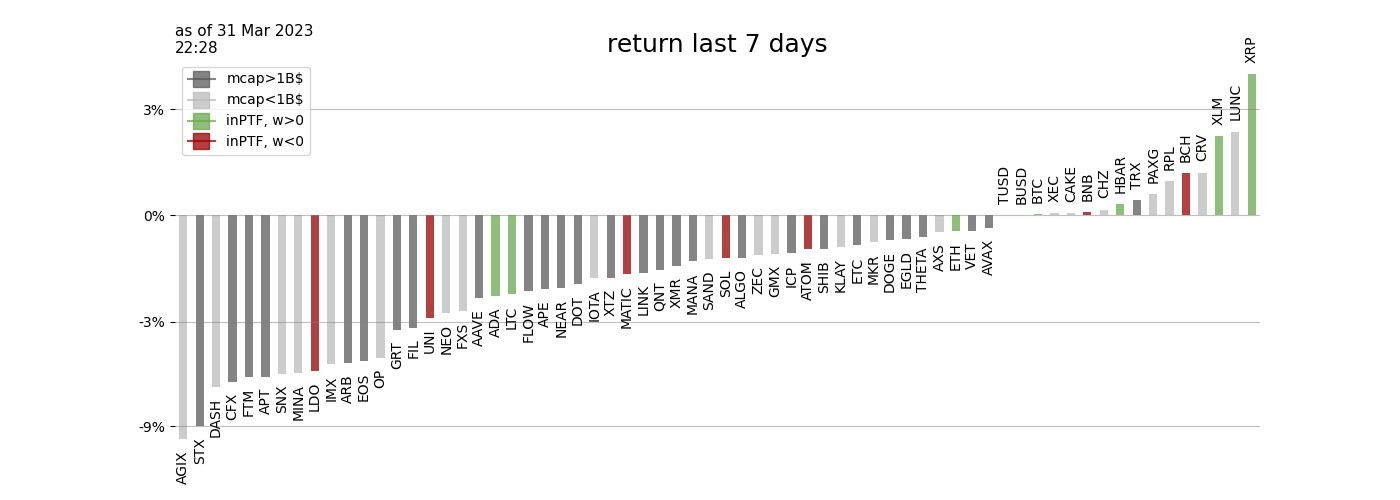 as of 31 Mar 2023
22:28
return last 7 days
mcap>1B$
mcap<1B$
inPTF, w>0
inPTF, w<0
3%
0%
-3%
-9%
AGIX
STX
DASH
CFX
FTM
APT
SNX
MINA
LDO
IMX
ARB
EOS
OP
GRT
FIL
UNI
NEO
FXS
AAVE
ADA
LTC
FLOW
APE
NEAR
DOT
IOTA
XTZ
MATIC
LINK
QNT
XMR
MANA
SAND
SOL
ALGO
ZEC
GMX
ICP
ATOM
SHIB
KLAY
ETC
MKR
DOGE
EGLD
THETA
AXS
ETH
VET
AVAX
TUSD
BUSD
BTC
XEC
CAKE
BNB
CHZ
HBAR
TRX
PAXG
RPL
BCH
CRV
XLM
LUNC
XRP